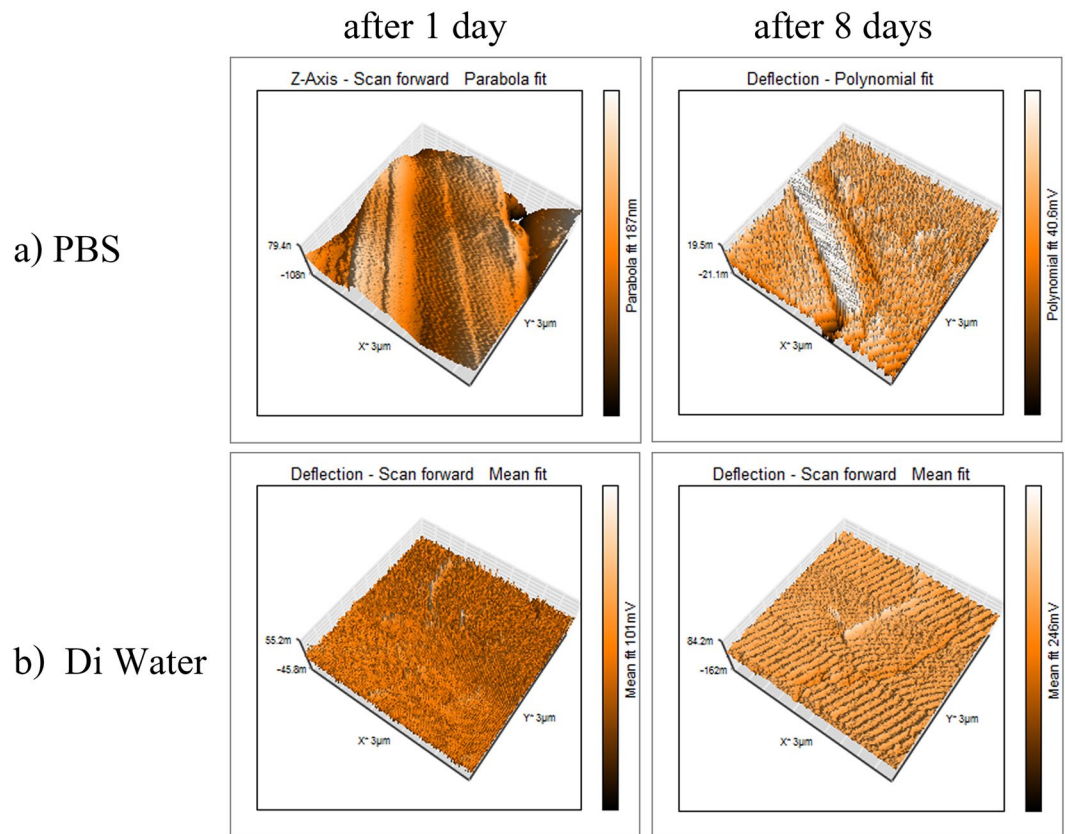 after 1 day
after 8 days
a) PBS
Z-Axis - Scan forward Parabola fit
79.4n
-108n
X* 3µm
Y* 3µm
Parabola fit 187nm
Deflection - Polynomial fit
19.5m
-21.1m
X* 3µm
Y* 3µm
Polynomial fit 40.6mV
b) Di Water
Deflection - Scan forward Mean fit
55.2m
-45.8m
X* 3µm
Y* 3µm
Mean fit 101mV
Deflection - Scan forward Mean fit
84.2m
-162m
X* 3µm
Y* 3µm
Mean fit 246mV